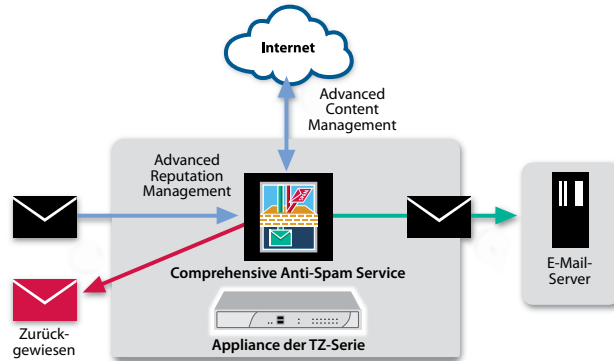 Internet
Advanced
Content
Management
Advanced
Reputation
Management
Comprehensive Anti-Spam Service
E-Mail-
Server
Zurück-
gewiesen
Appliance der TZ-Serie